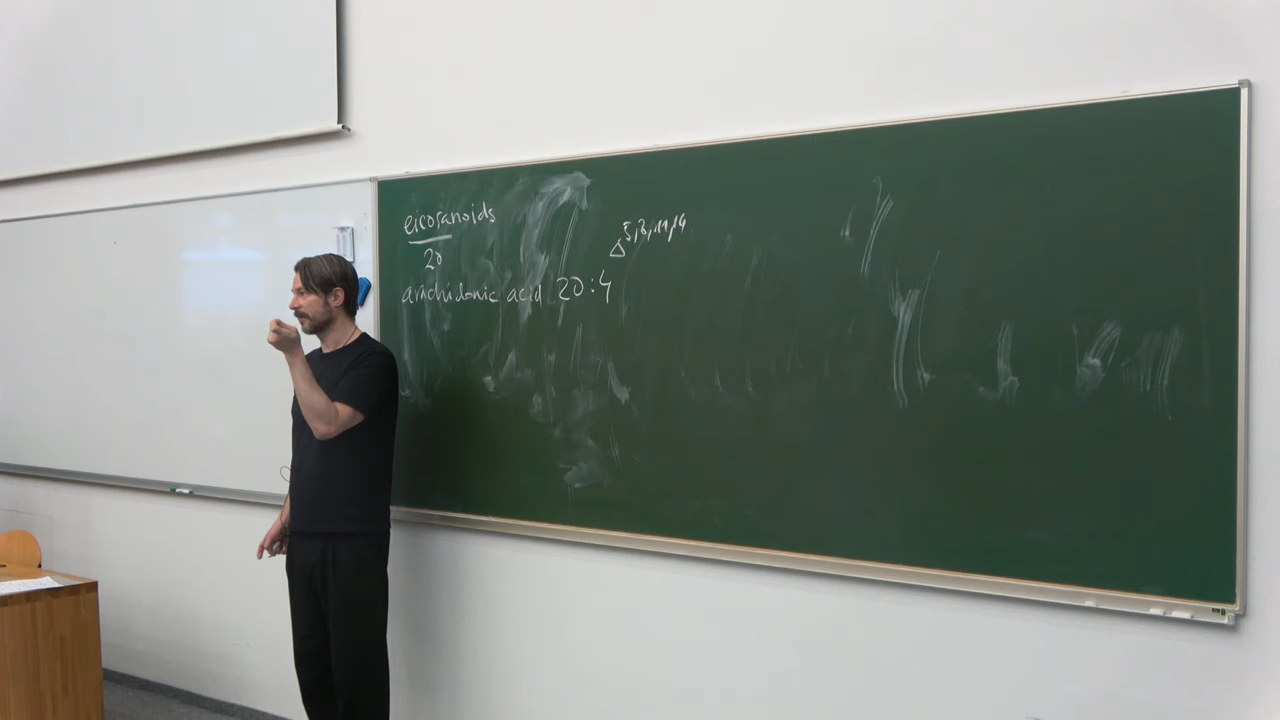 eicosanoids
20
Δ5,8,11,14
arachidonic acid 20:4